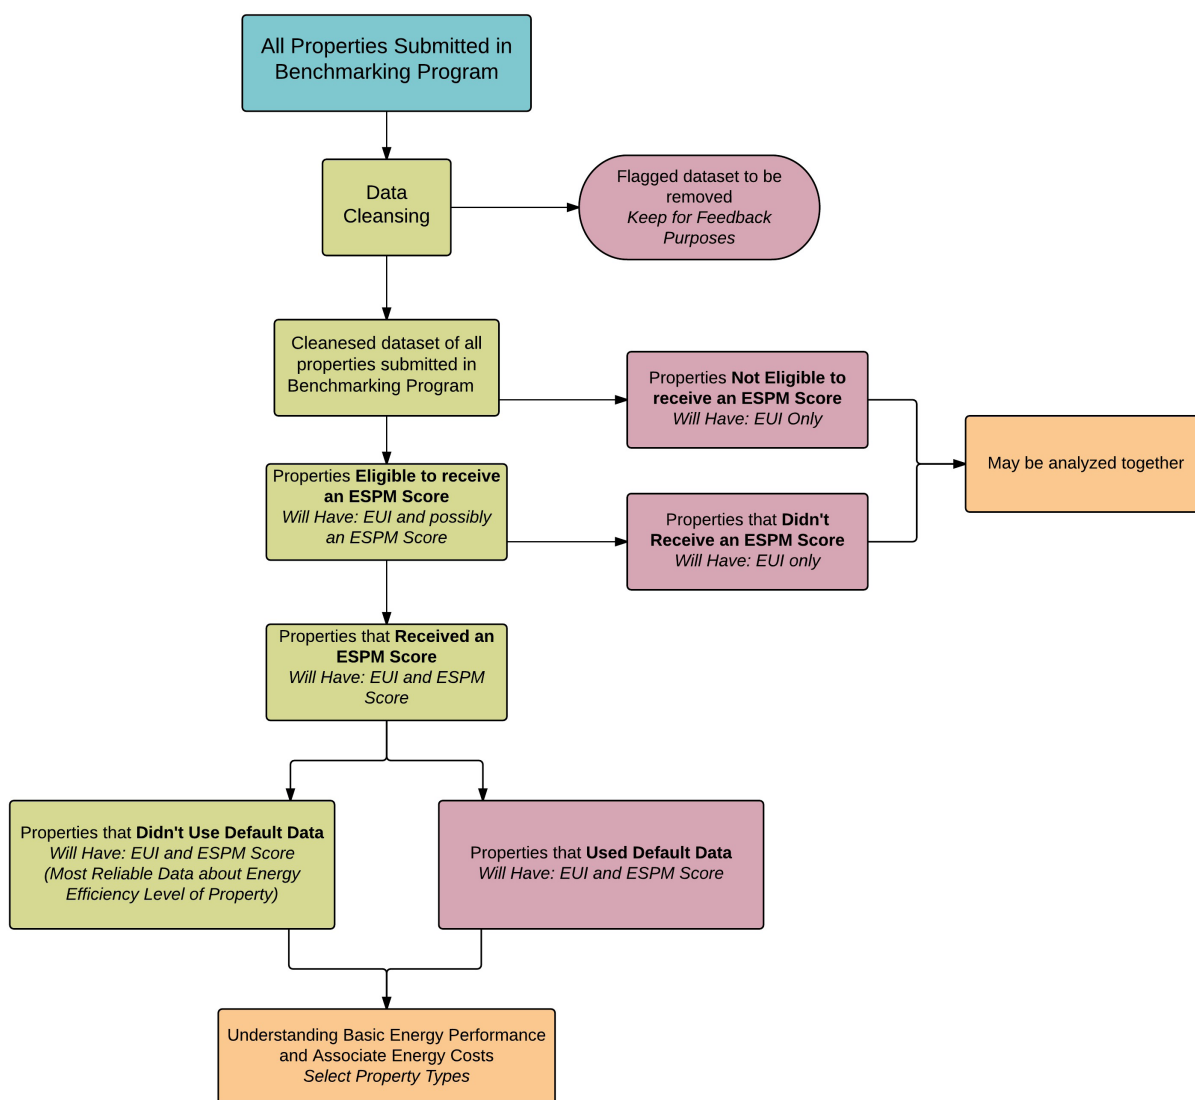 All Properties Submitted in
Benchmarking Program
Data
Cleansing
Flagged dataset to be
removed
Keep for Feedback
Purposes
Cleanesed dataset of all
properties submitted in
Benchmarking Program
Properties Not Eligible to
receive an ESPM Score
Will Have: EUI Only
May be analyzed together
Properties Eligible to receive
an ESPM Score
Will Have: EUI and possibly
an ESPM Score
Properties that Didn't
Receive an ESPM Score
Will Have: EUI only
Properties that Received an
ESPM Score
Will Have: EUI and ESPM
Score
Properties that Didn't Use Default Data
Will Have: EUI and ESPM Score
(Most Reliable Data about Energy
Efficiency Level of Property)
Properties that Used Default Data
Will Have: EUI and ESPM Score
Understanding Basic Energy Performance
and Associate Energy Costs
Select Property Types